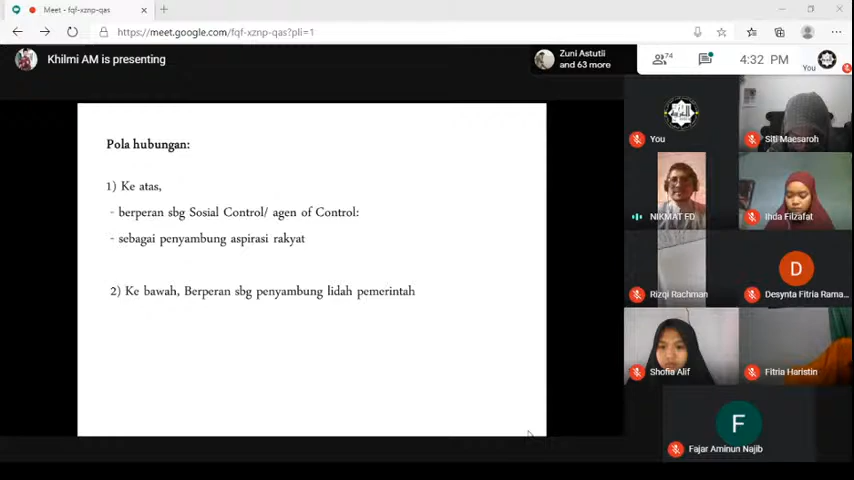 Meet - fqf-xznp-qas
https://meet.google.com/fqf-xznp-qas?pli=1
Khilmi AM is presenting
Zuni Astutii
and 63 more
74
4:32 PM
You
Pola hubungan:
1) Ke atas,
- berperan sbg Sosial Control/ agen of Control:
- sebagai penyambung aspirasi rakyat
2) Ke bawah, Berperan sbg penyambung lidah pemerintah
You
Siti Maesaroh
NIKMAT FD
Inda Filzafat
Rizqi Rachman
D
Desynta Fitria Rama...
Shofia Alif
Fitria Haristin
F
Fajar Aminun Najib